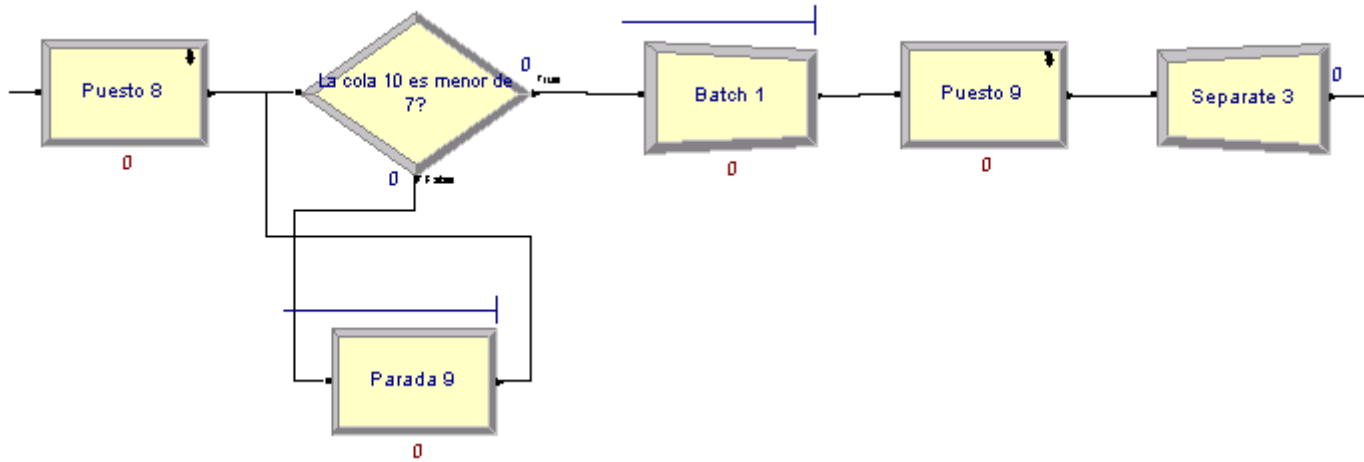 Puesto 8
0
La cola 10 es menor de
7?
0
True
0
False
Batch 1
0
Puesto 9
0
Separate 3
0
Parada 9
0